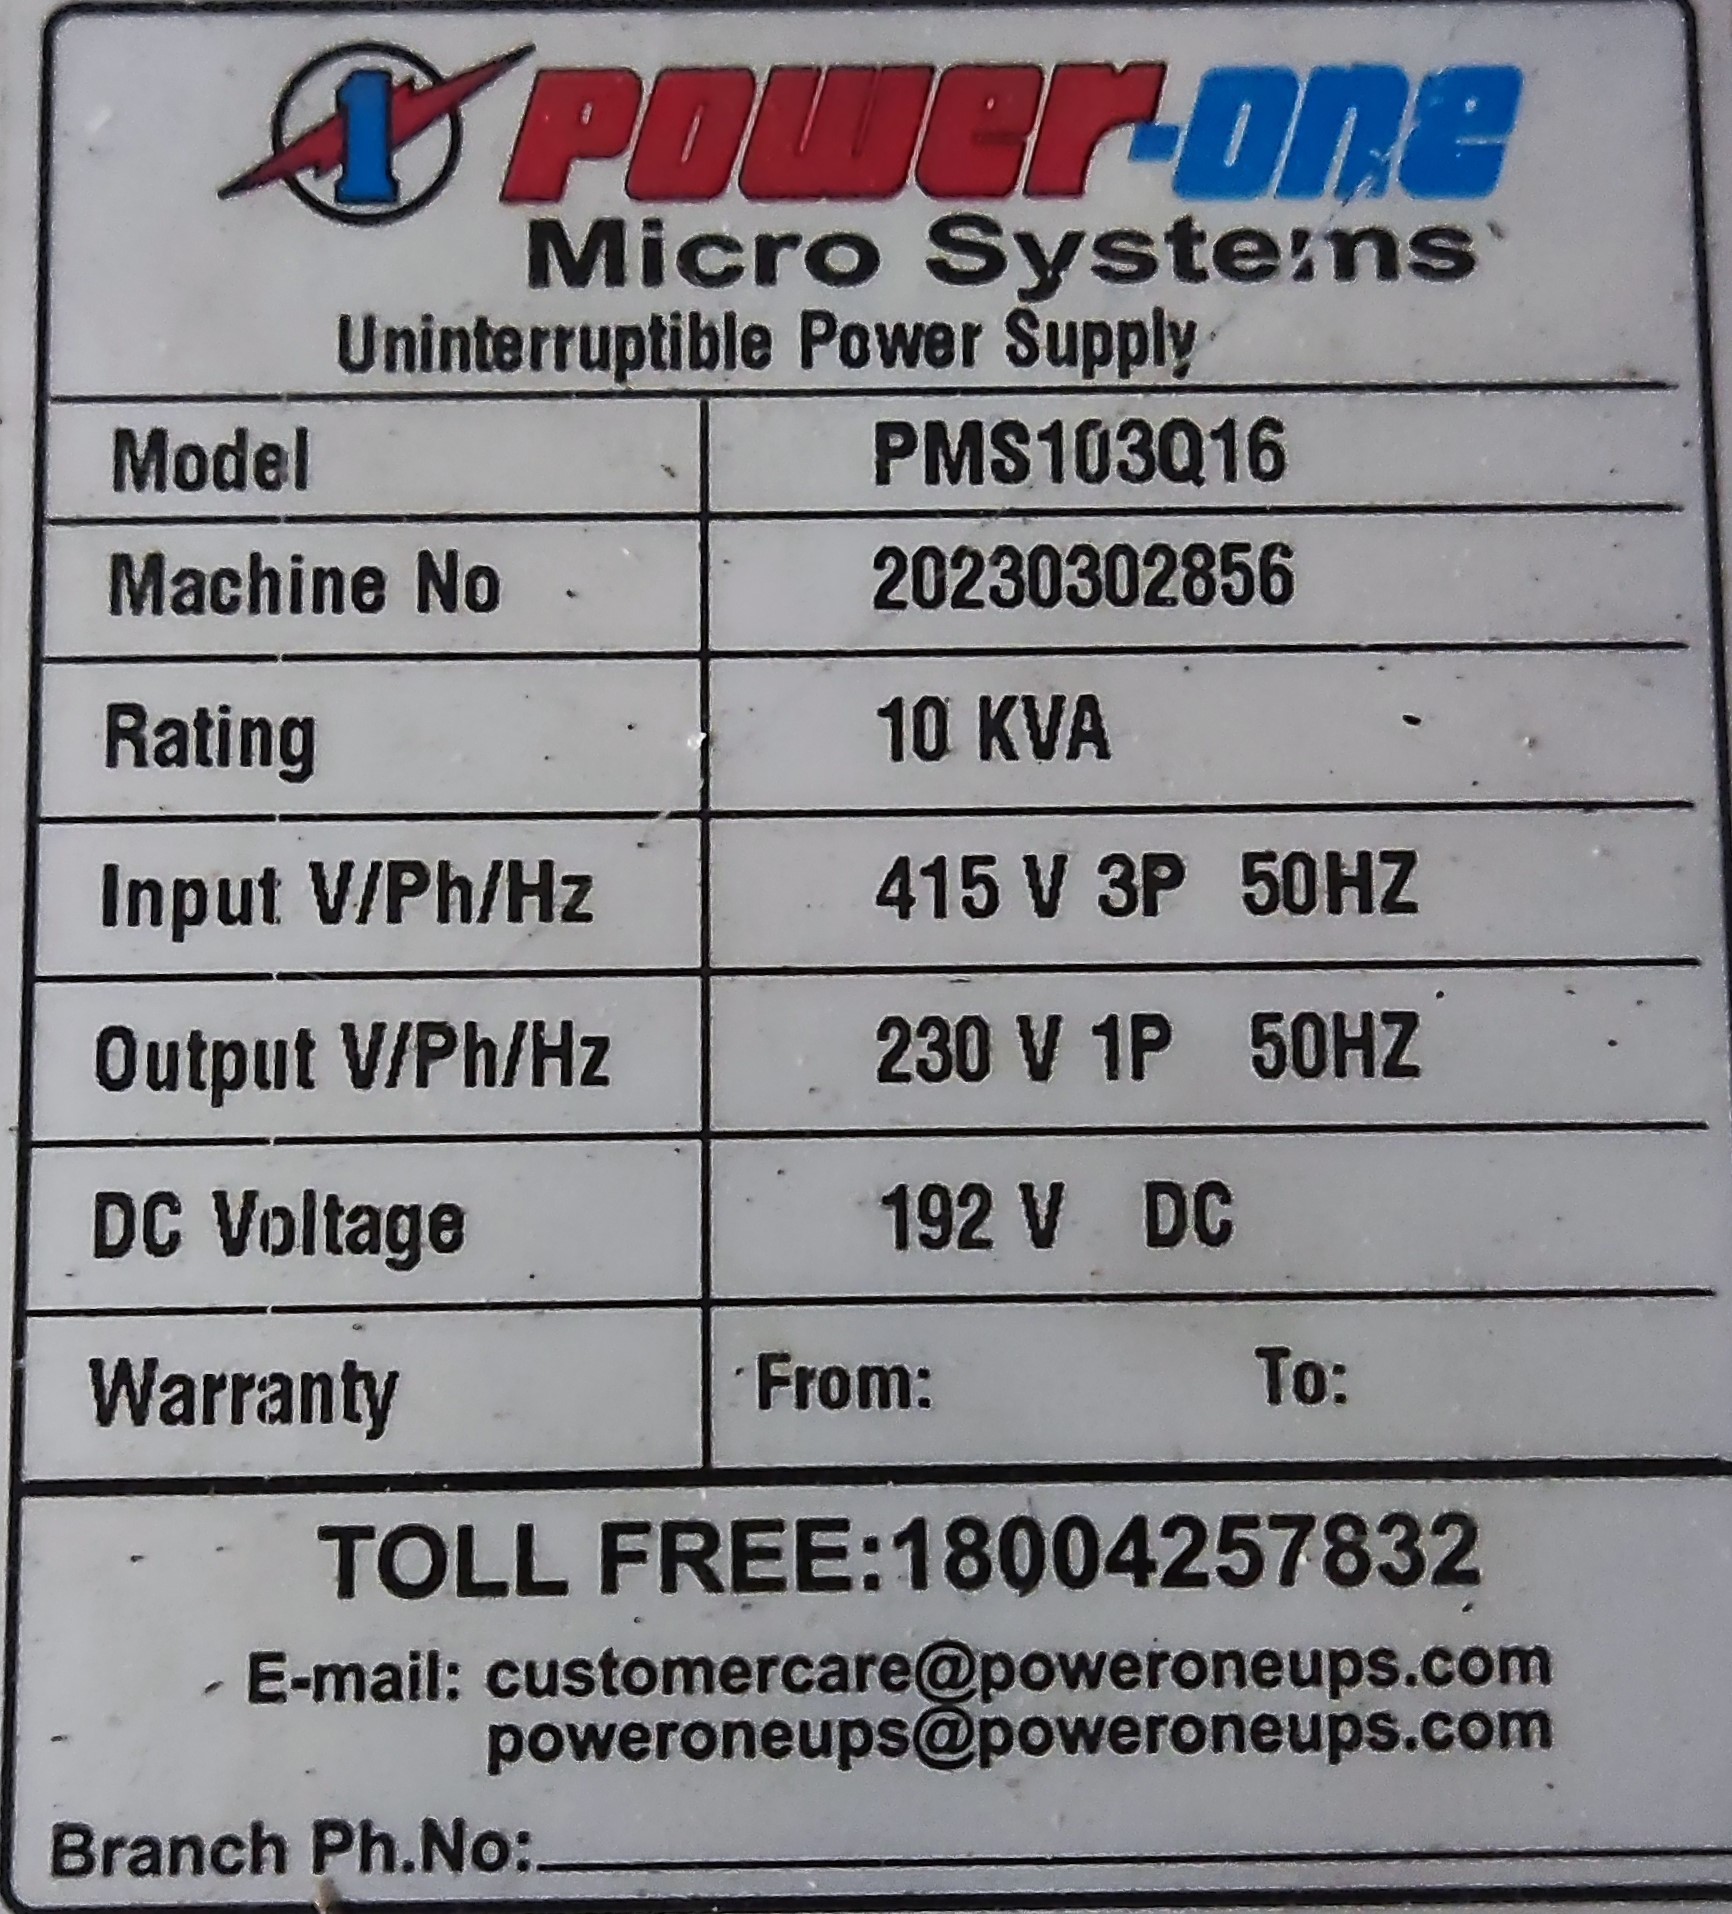 1 POWER-ONE
Micro Systems
Uninterruptible Power Supply
Model PMS103Q16
Machine No 20230302856
Rating 10 KVA
Input V/Ph/Hz 415 V 3P 50HZ
Output V/Ph/Hz 230 V 1P 50HZ
DC Voltage 192 V DC
Warranty From: To:
TOLL FREE:18004257832
E-mail: customercare@poweroneups.com
poweroneups@poweroneups.com
Branch Ph.No: